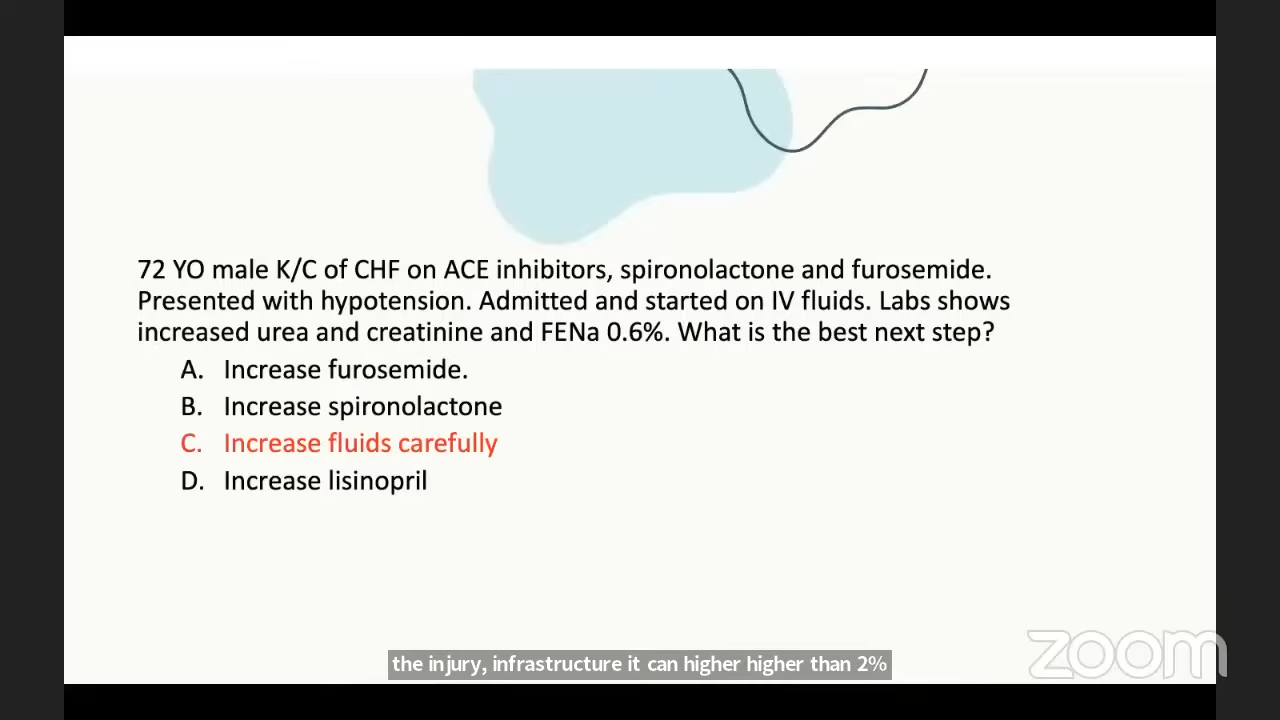 72 YO male K/C of CHF on ACE inhibitors, spironolactone and furosemide.
Presented with hypotension. Admitted and started on IV fluids. Labs shows
increased urea and creatinine and FENa 0.6%. What is the best next step?
A. Increase furosemide.
B. Increase spironolactone
C. Increase fluids carefully
D. Increase lisinopril
the injury, infrastructure it can higher higher than 2%
zoom